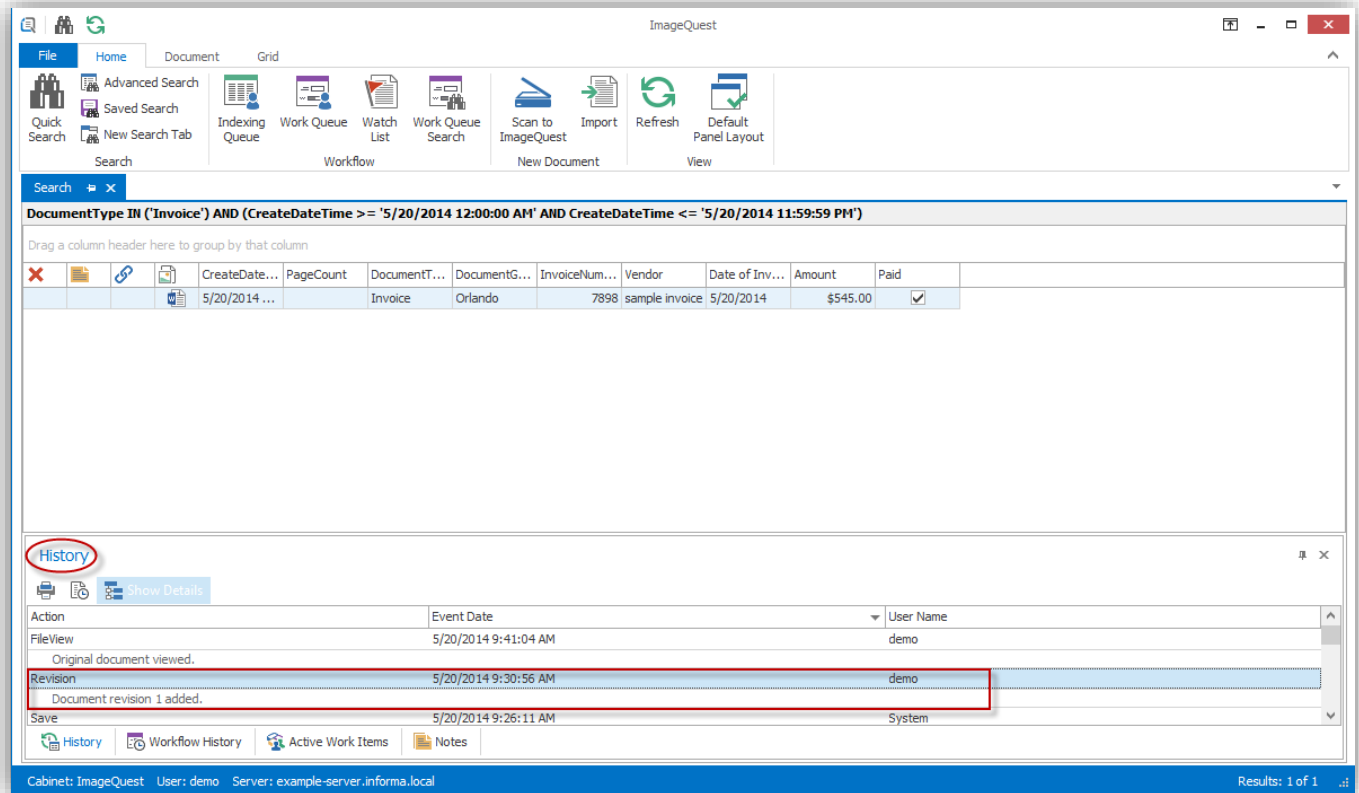 ImageQuest
File Home Document Grid
Quick Search
Advanced Search
Saved Search
New Search Tab
Indexing Queue
Work Queue
Watch List
Work Queue Search
Scan to ImageQuest
Import
Refresh
Default Panel Layout
Search Workflow New Document View
Search
DocumentType IN ('Invoice') AND (CreateDateTime >= '5/20/2014 12:00:00 AM' AND CreateDateTime <= '5/20/2014 11:59:59 PM')
Drag a column header here to group by that column
CreateDate... PageCount DocumentT... DocumentG... InvoiceNum... Vendor Date of Inv... Amount Paid
5/20/2014 ... Invoice Orlando 7898 sample invoice 5/20/2014 $545.00
History
Show Details
Action Event Date User Name
FileView 5/20/2014 9:41:04 AM demo
Original document viewed.
Revision 5/20/2014 9:30:56 AM demo
Document revision 1 added.
Save 5/20/2014 9:26:11 AM System
History Workflow History Active Work Items Notes
Cabinet: ImageQuest User: demo Server: example-server.informa.local Results: 1 of 1